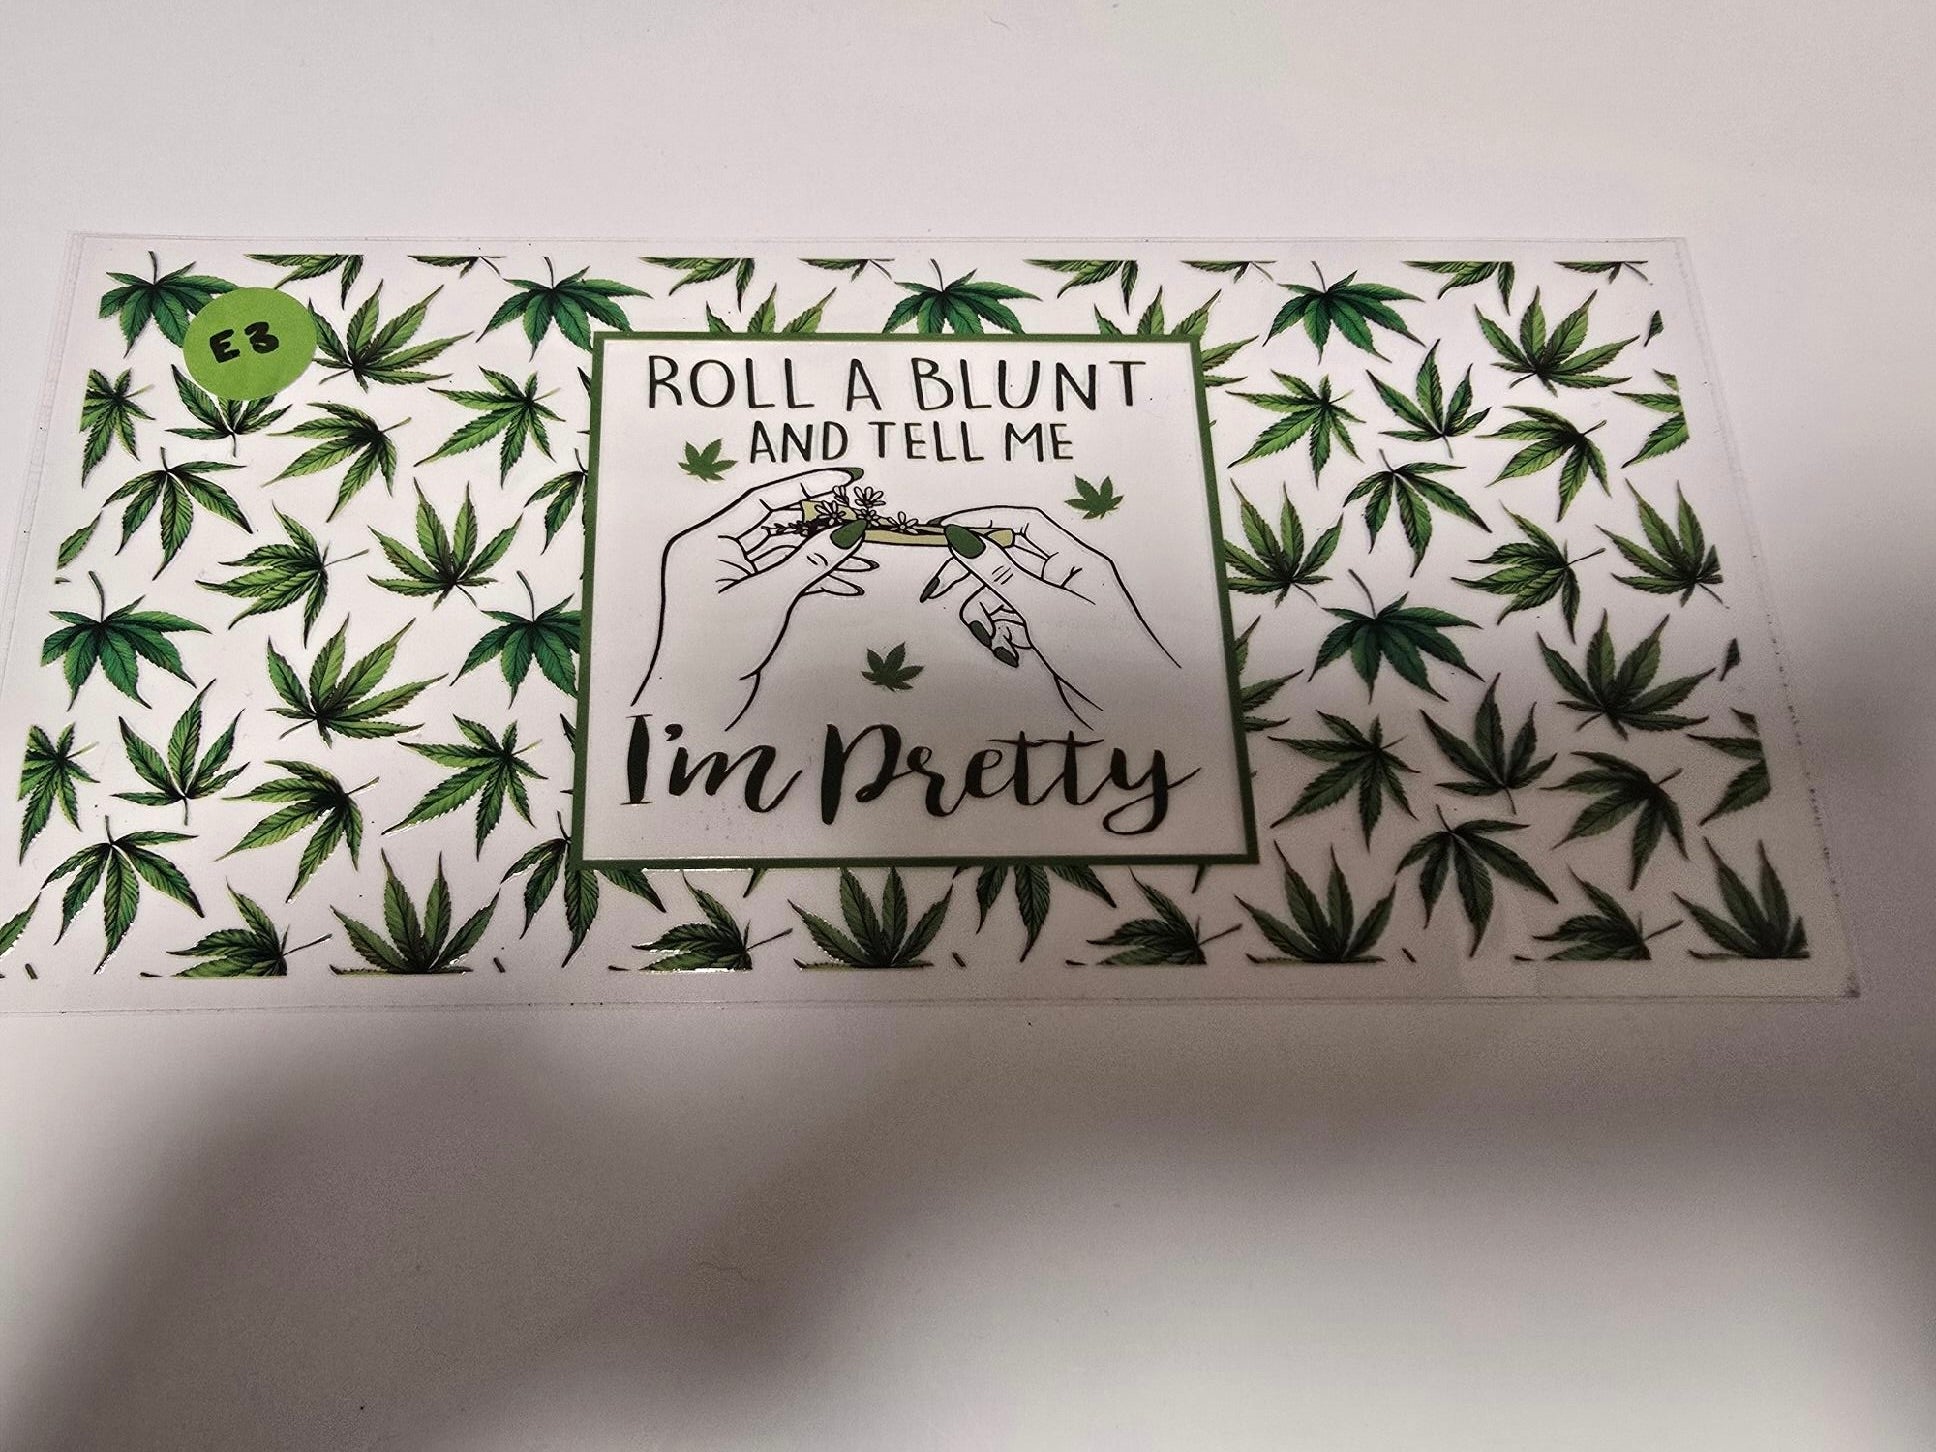 E3
ROLL A BLUNT
AND TELL ME
I'm Pretty